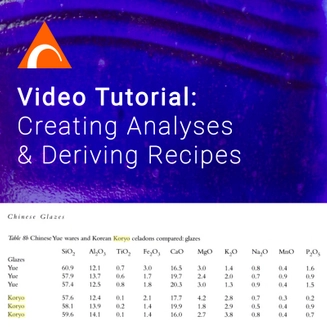 Video Tutorial:
Creating Analyses
& Deriving Recipes
Chinese Glazes
Table 88 Chinese Yue wares and Korean Koryo celadons compared: glazes
SiO2 Al2O3 TiO2 Fe2O3 CaO MgO K2O Na2O MnO P2O5
Glazes
Yue 60.9 12.1 0.7 3.0 16.5 3.0 1.4 0.8 0.4 1.6
Yue 57.9 13.7 0.6 1.7 19.7 2.4 2.0 0.7 0.9 0.9
Yue 57.4 12.5 0.8 1.8 20.3 3.0 1.3 0.9 0.4 1.5
Koryo 57.6 12.4 0.1 2.1 17.7 4.2 2.8 0.7 0.3 0.2
Koryo 58.1 13.9 0.2 1.4 19.9 1.8 2.9 0.5 0.5 0.7
Koryo 59.6 14.1 0.1 1.4 16.0 2.7 3.8 0.8 0.4 0.7